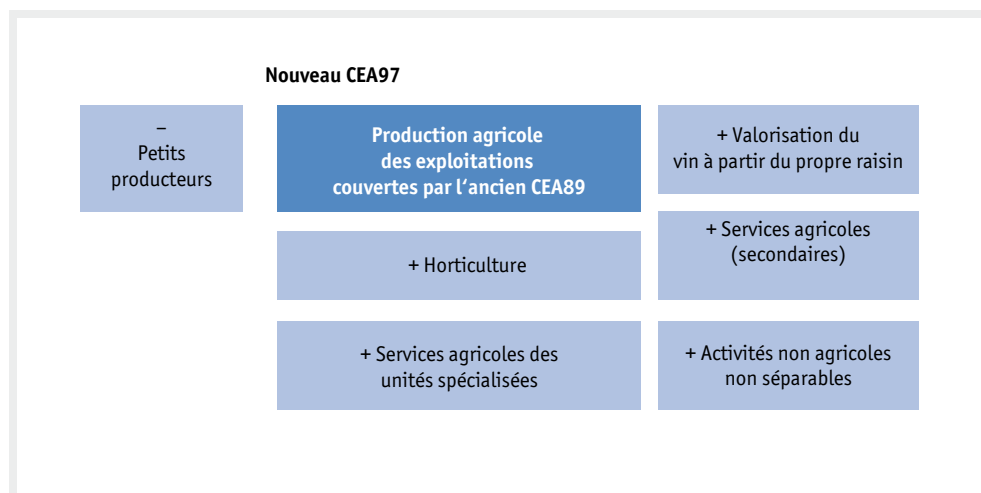 Nouveau CEA97
–
Petits
producteurs
Production agricole
des exploitations
couvertes par l‘ancien CEA89
+ Valorisation du
vin à partir du propre raisin
+ Horticulture
+ Services agricoles
(secondaires)
+ Services agricoles des
unités spécialisées
+ Activités non agricoles
non séparables